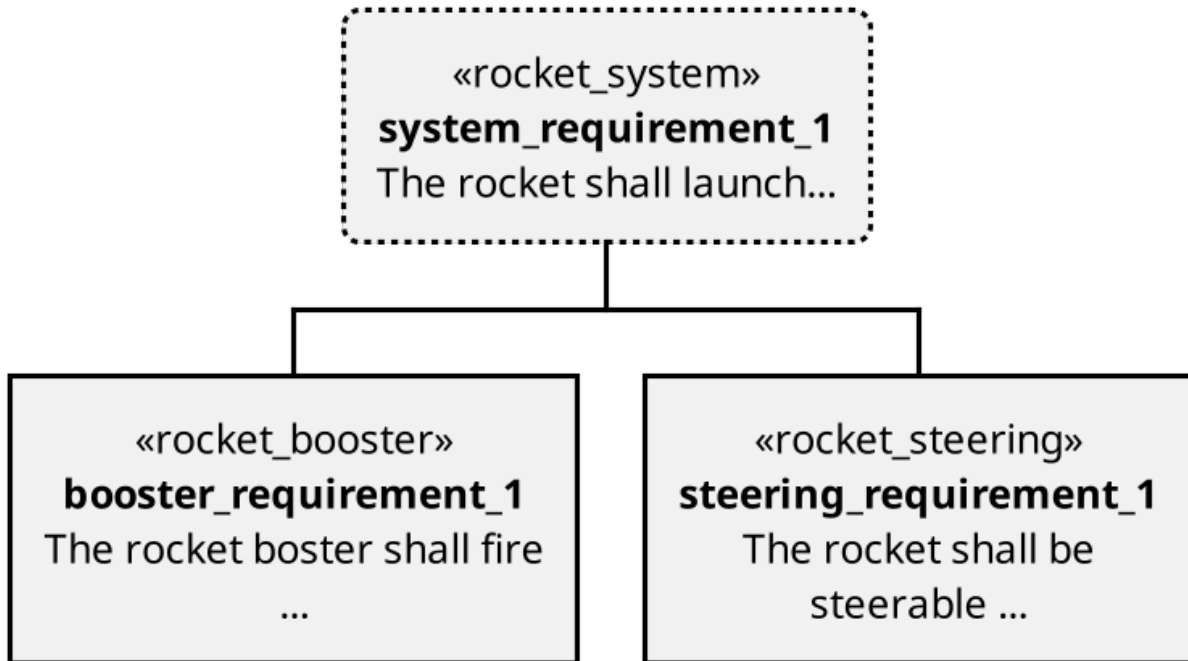 «rocket_system»
system_requirement_1
The rocket shall launch...
«rocket_booster»
booster_requirement_1
The rocket boster shall fire
...
«rocket_steering»
steering_requirement_1
The rocket shall be
steerable ...